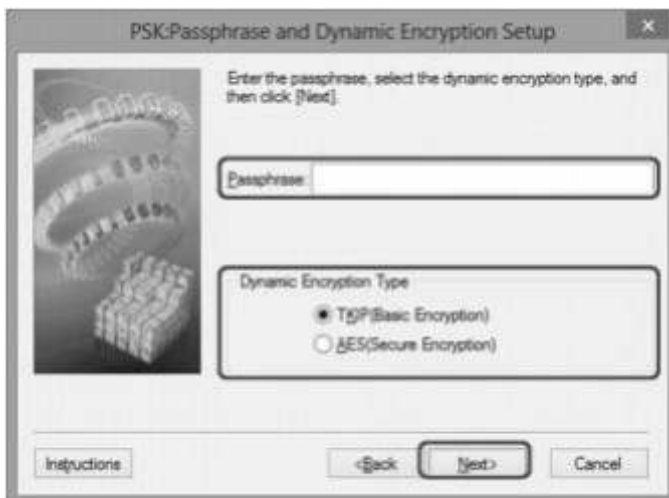 PSK:Passphrase and Dynamic Encryption Setup
Enter the passphrase, select the dynamic encryption type, and
then click [Next].
Passphrase:
Dynamic Encryption Type
TKIP(Basic Encryption)
AES(Secure Encryption)
Instructions
<Back
Next>
Cancel